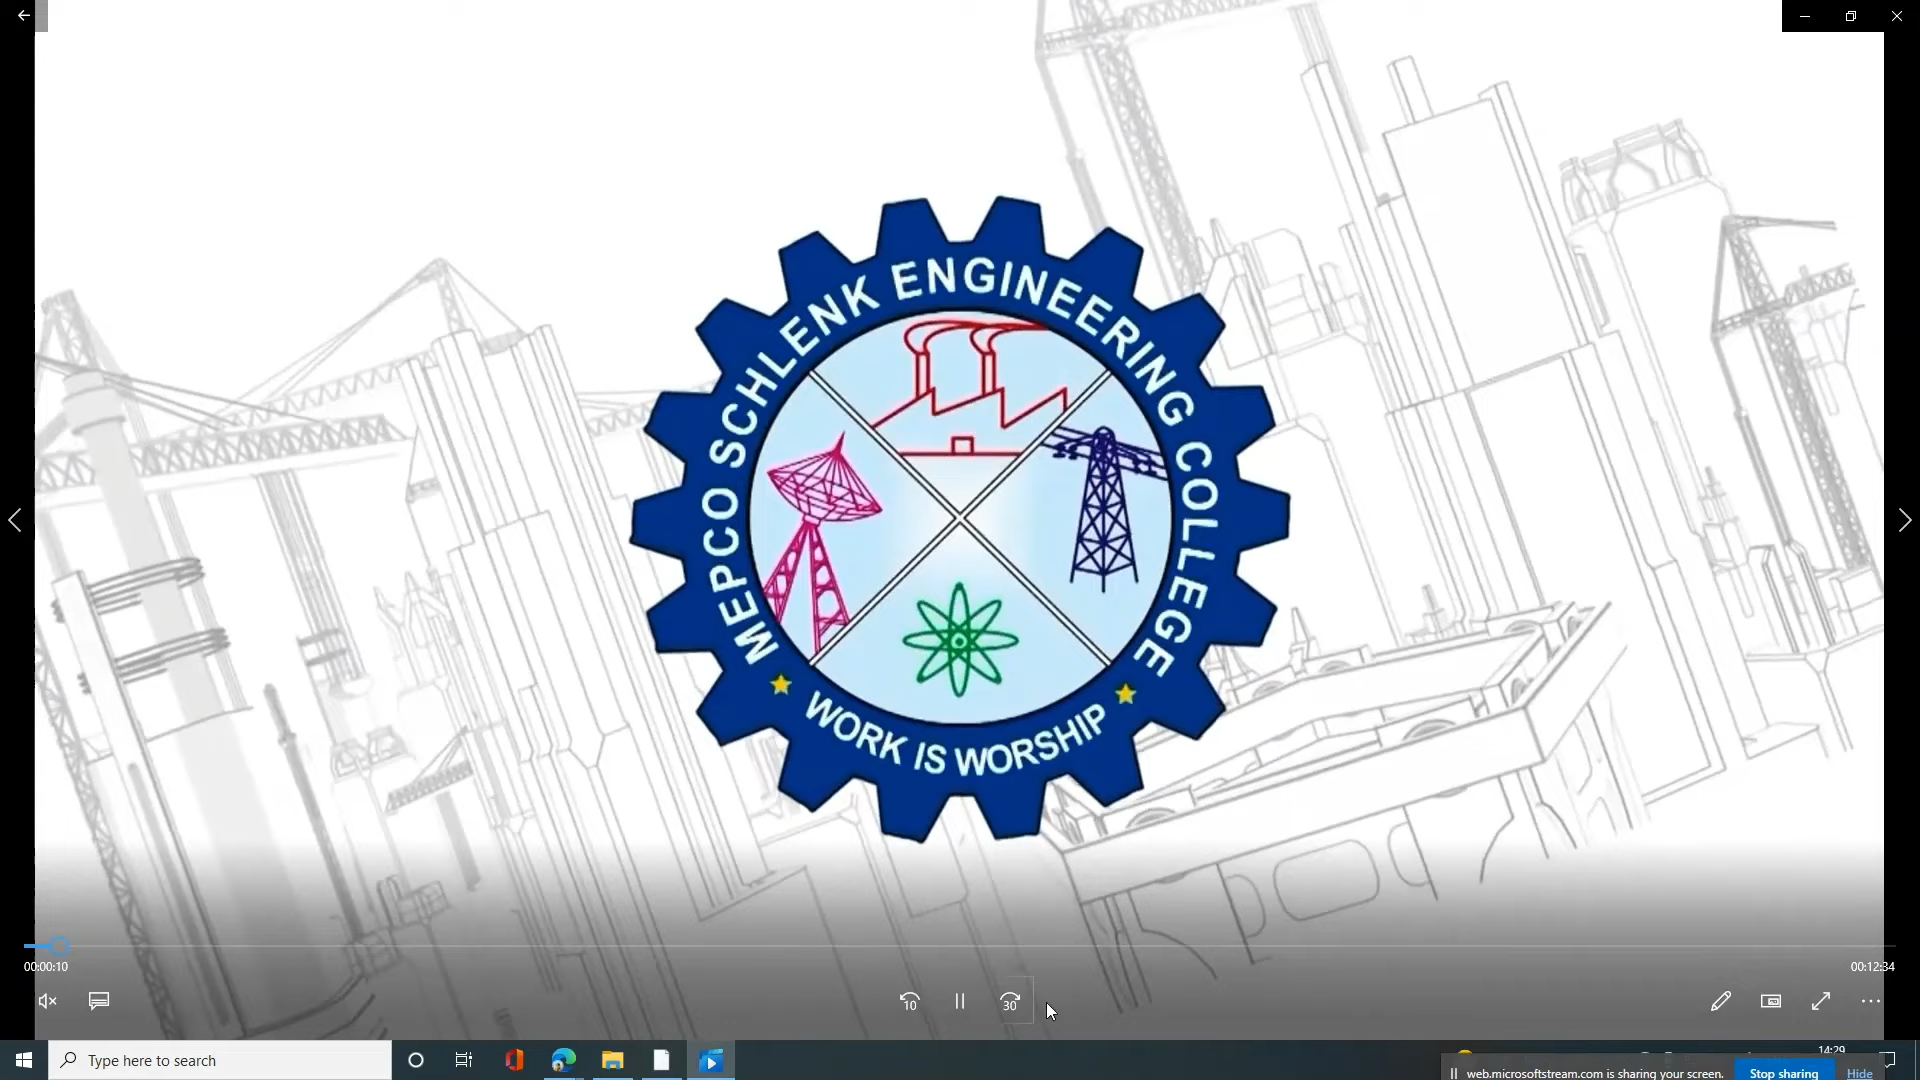 MEPCO SCHLENK ENGINEERING COLLEGE
WORK IS WORSHIP
00:00:10
00:12:34
10
30
Type here to search
14:29
web.microsoftstream.com is sharing your screen.
Stop sharing
Hide